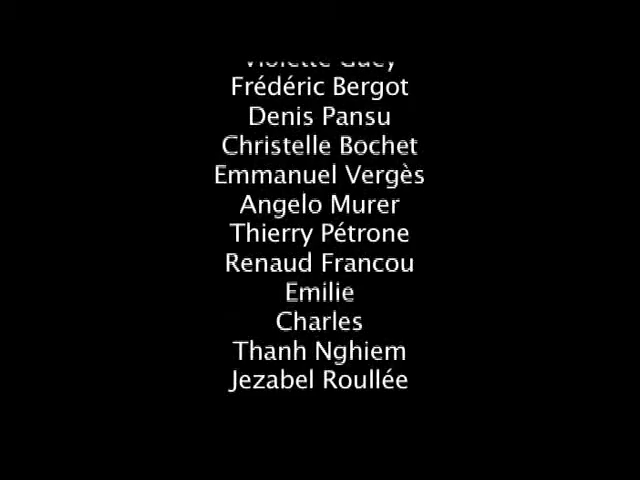 Frédéric Bergot
Denis Pansu
Christelle Bochet
Emmanuel Vergès
Angelo Murer
Thierry Pétrone
Renaud Francou
Emilie
Charles
Thanh Nghiem
Jezabel Roullée